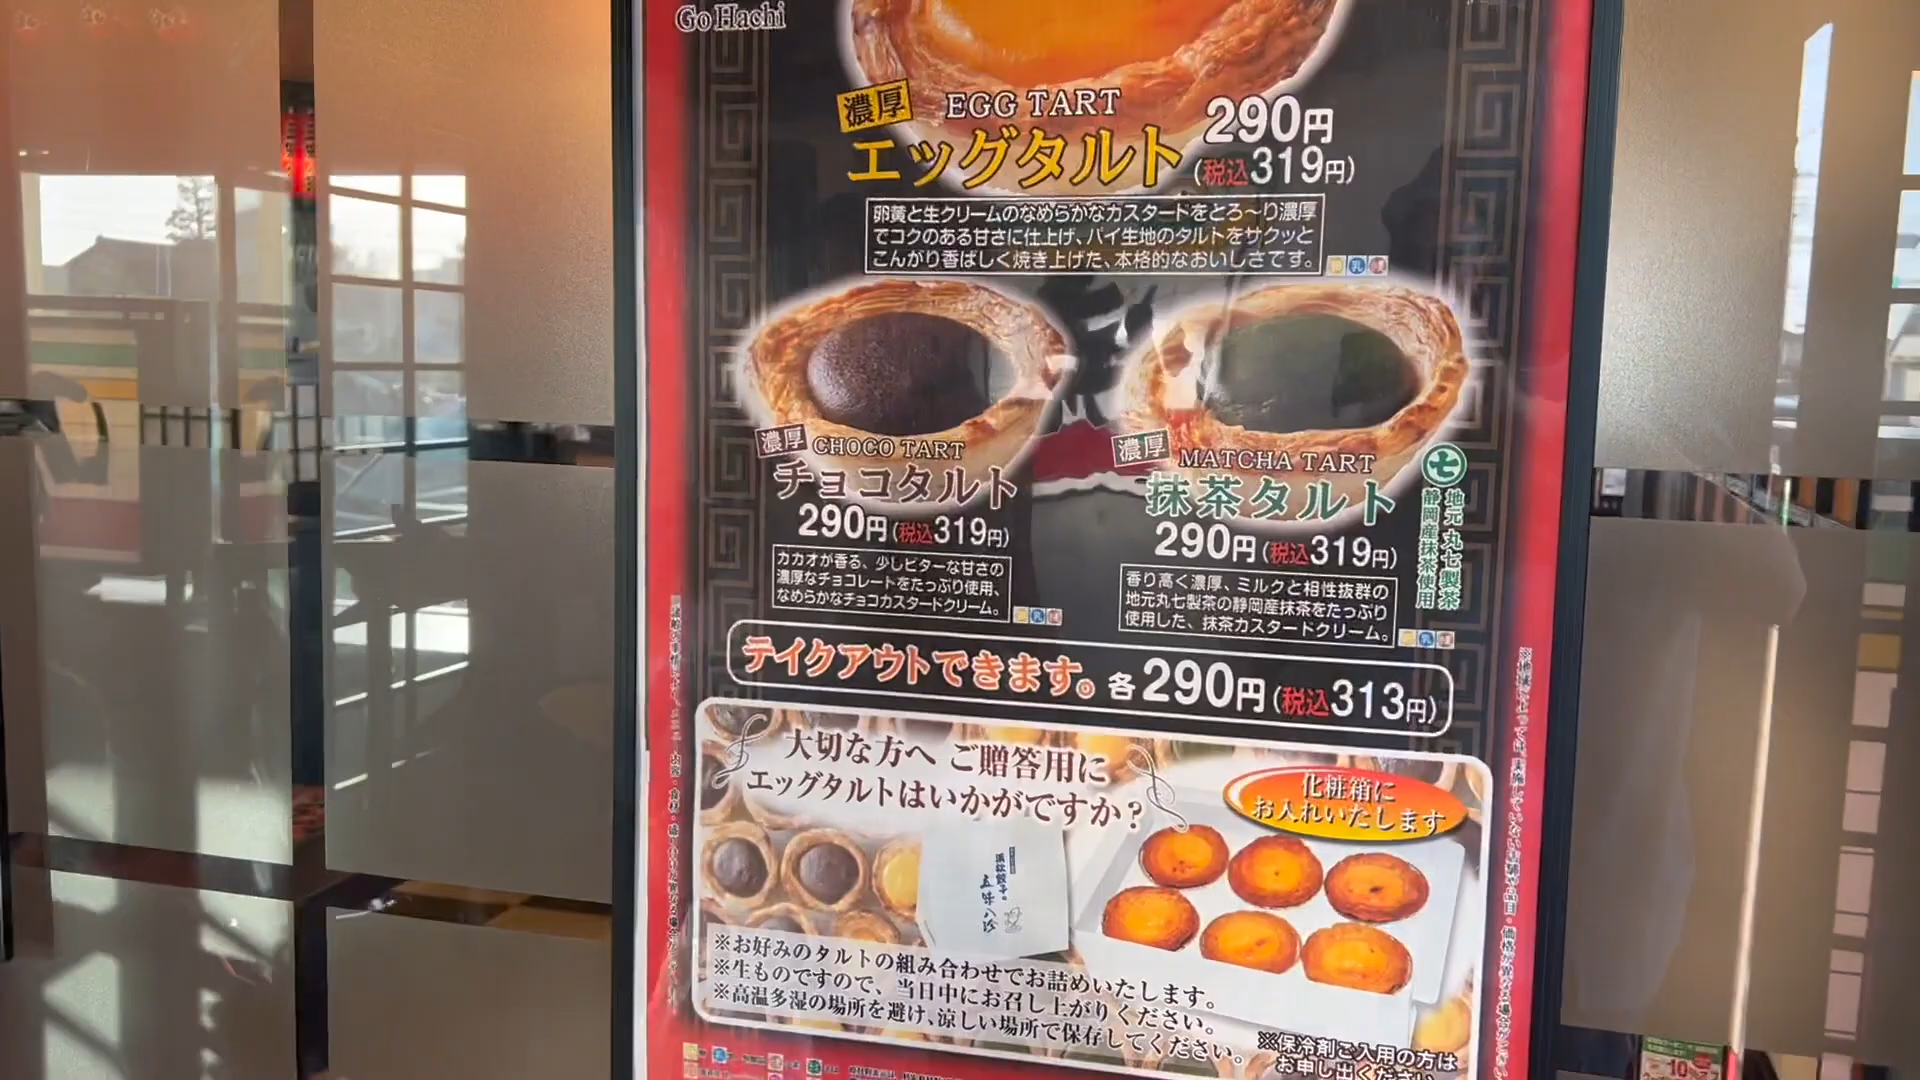 Go Hachi
濃厚
EGG TART
エッグタルト
290円
(税込319円)
卵黄と生クリームのなめらかなカスタードをとろ〜り濃厚
でコクのある甘さに仕上げ、パイ生地のタルトをサクッと
こんがり香ばしく焼き上げた、本格的なおいしさです。
濃厚 CHOCO TART
チョコタルト
290円(税込319円)
カカオが香る、少しビターな甘さの
濃厚なチョコレートをたっぷり使用、
なめらかなチョコカスタードクリーム。
濃厚 MATCHA TART
抹茶タルト
290円(税込319円)
七
地元 丸七製茶
静岡産抹茶使用
香り高く濃厚、ミルクと相性抜群の
地元丸七製茶の静岡産抹茶をたっぷり
使用した、抹茶カスタードクリーム。
テイクアウトできます。各290円(税込313円)
大切な方へ ご贈答用に
エッグタルトはいかがですか?
化粧箱に
お入れいたします
浜松餃子
五味八珍
※お好みのタルトの組み合わせでお詰めいたします。
※生ものですので、当日中にお召し上がりください。
※高温多湿の場所を避け、涼しい場所で保存してください。
※保冷剤ご入用の方は
お申し出ください